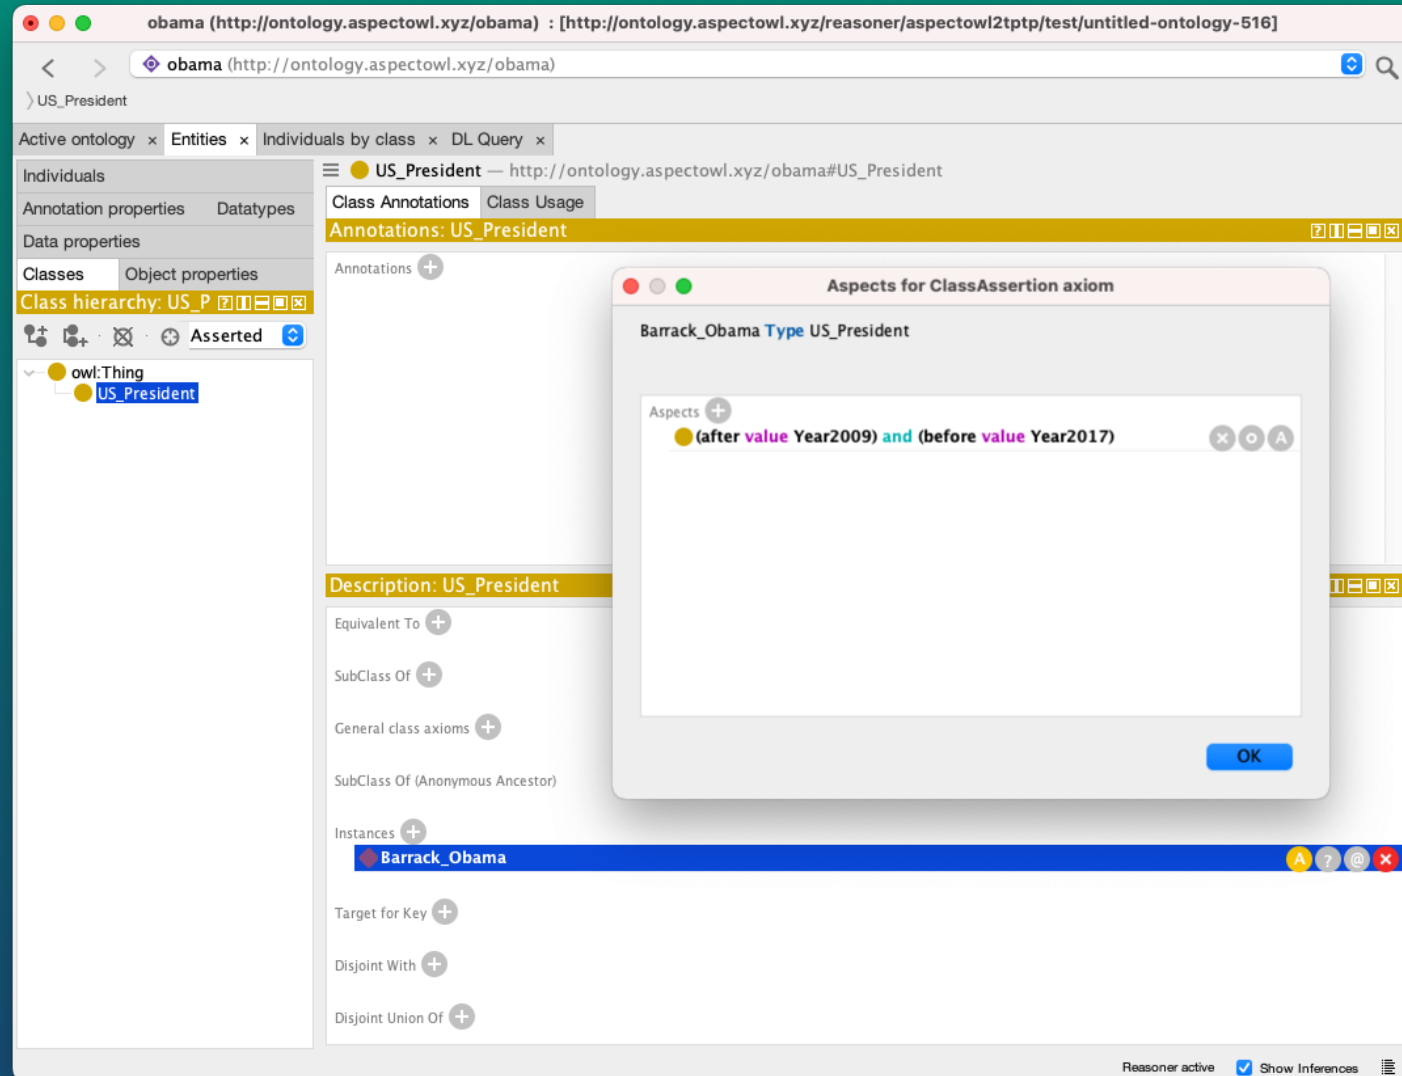 obama (http://ontology.aspectowl.xyz/obama) : [http://ontology.aspectowl.xyz/reasoner/aspectowl2tptp/test/untitled-ontology-516]
obama (http://ontology.aspectowl.xyz/obama)
US_President
Active ontology × Entities × Individuals by class × DL Query ×
Individuals
Annotation properties Datatypes
Data properties
Classes Object properties
Class hierarchy: US_P
Asserted
owl:Thing
US_President
US_President — http://ontology.aspectowl.xyz/obama#US_President
Class Annotations Class Usage
Annotations: US_President
Annotations
Aspects for ClassAssertion axiom
Barrack_Obama Type US_President
Aspects
(after value Year2009) and (before value Year2017)
OK
Description: US_President
Equivalent To
SubClass Of
General class axioms
SubClass Of (Anonymous Ancestor)
Instances
Barrack_Obama A ? @
Target for Key
Disjoint With
Disjoint Union Of
Reasoner active Show Inferences